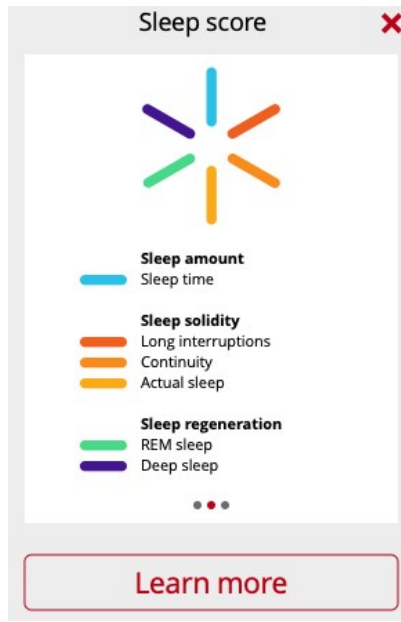 Sleep score
Sleep amount
Sleep time
Sleep solidity
Long interruptions
Continuity
Actual sleep
Sleep regeneration
REM sleep
Deep sleep
Learn more